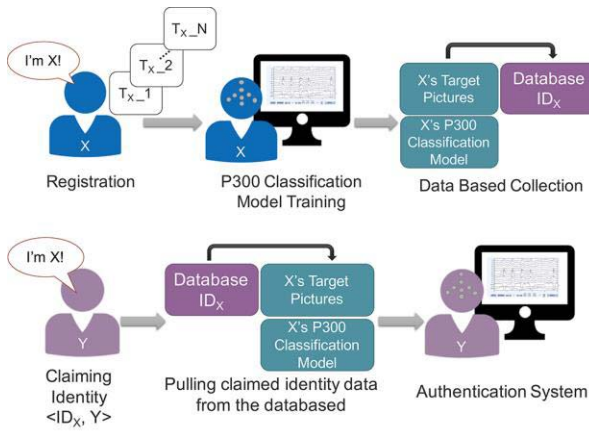 I'm X!
T_X_1
T_X_2
T_X_N
X
Registration
X
P300 Classification
Model Training
X's Target
Pictures
X's P300
Classification
Model
Database
ID_X
Data Based Collection
I'm X!
Y
Claiming
Identity
<ID_X, Y>
Database
ID_X
X's Target
Pictures
X's P300
Classification
Model
Pulling claimed identity data
from the databased
Y
Authentication System